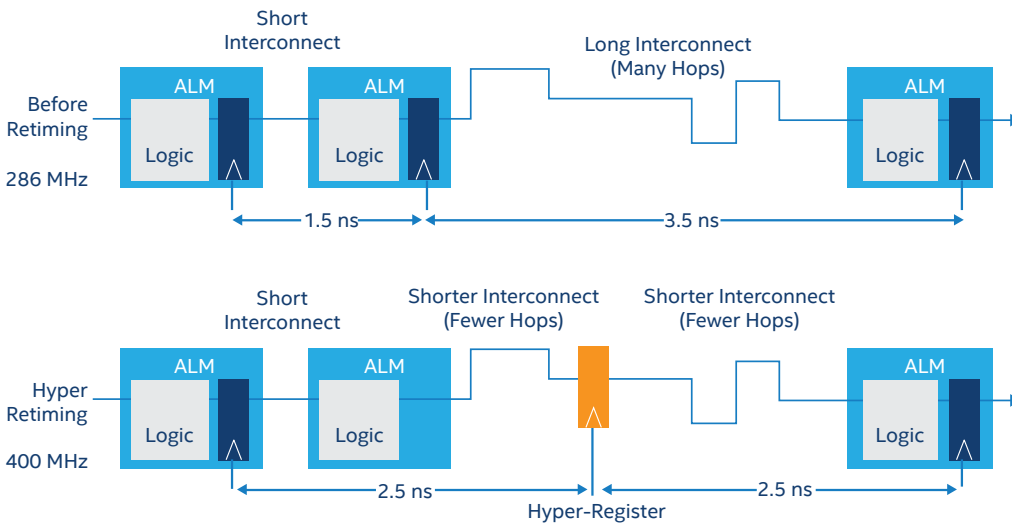 Short
Interconnect
Long Interconnect
(Many Hops)
ALM
ALM
ALM
Before
Retiming
Logic
Logic
Logic
286 MHz
1.5 ns
3.5 ns
Short
Interconnect
Shorter Interconnect
(Fewer Hops)
Shorter Interconnect
(Fewer Hops)
ALM
ALM
ALM
Hyper
Retiming
Logic
Logic
Logic
400 MHz
2.5 ns
2.5 ns
Hyper-Register